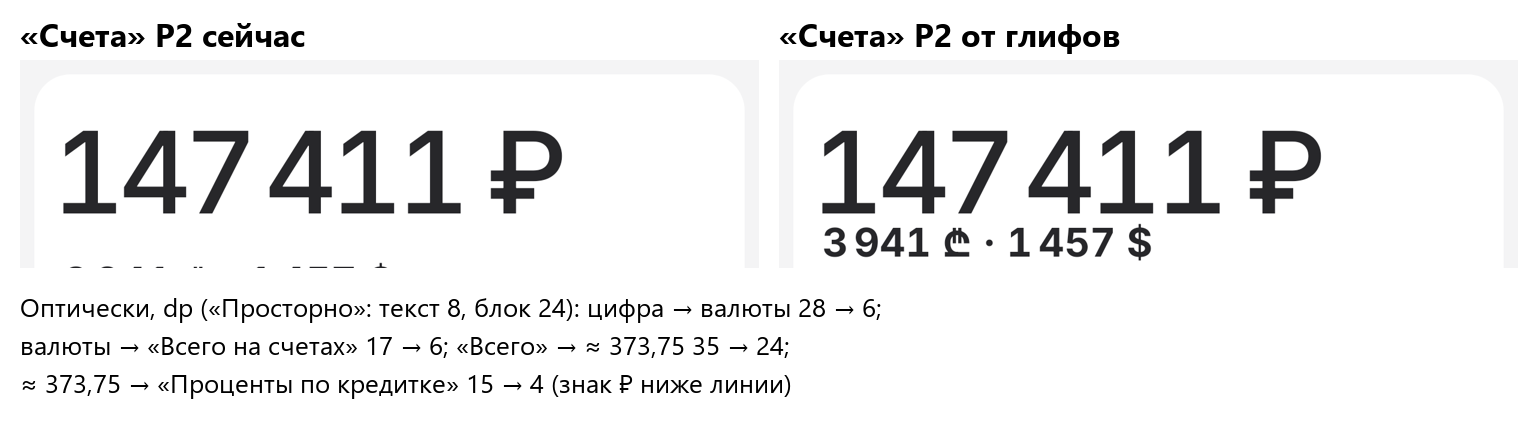 «Счета» P2 сейчас
147 411 ₽
«Счета» P2 от глифов
147 411 ₽
3 941 ₾ · 1 457 $
Оптически, dp («Просторно»: текст 8, блок 24): цифра → валюты 28 → 6;
валюты → «Всего на счетах» 17 → 6; «Всего» → ≈ 373,75 35 → 24;
≈ 373,75 → «Проценты по кредитке» 15 → 4 (знак ₽ ниже линии)